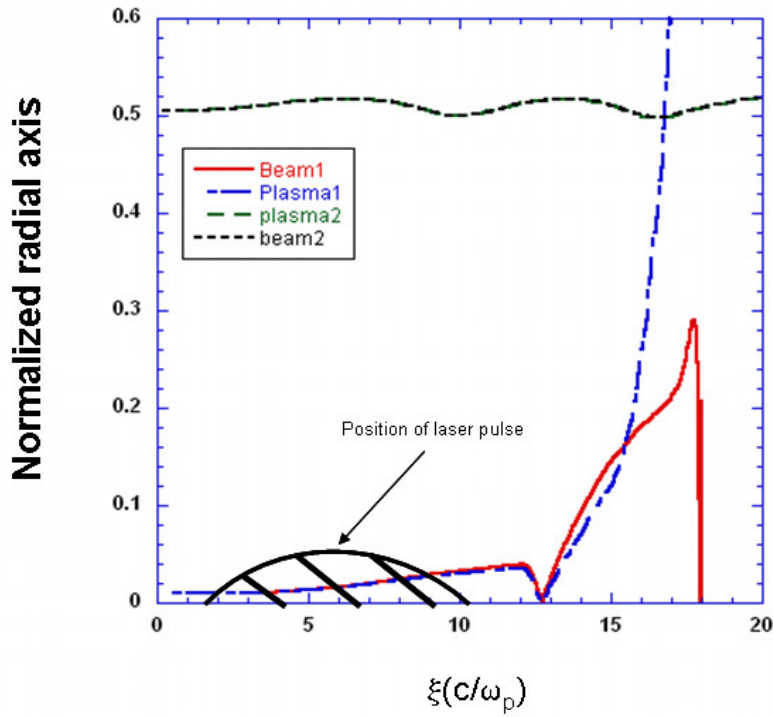 Normalized radial axis
0.6
0.5
0.4
0.3
0.2
0.1
0
Beam1
Plasma1
plasma2
beam2
Position of laser pulse
0 5 10 15 20
ξ(c/ω_p)